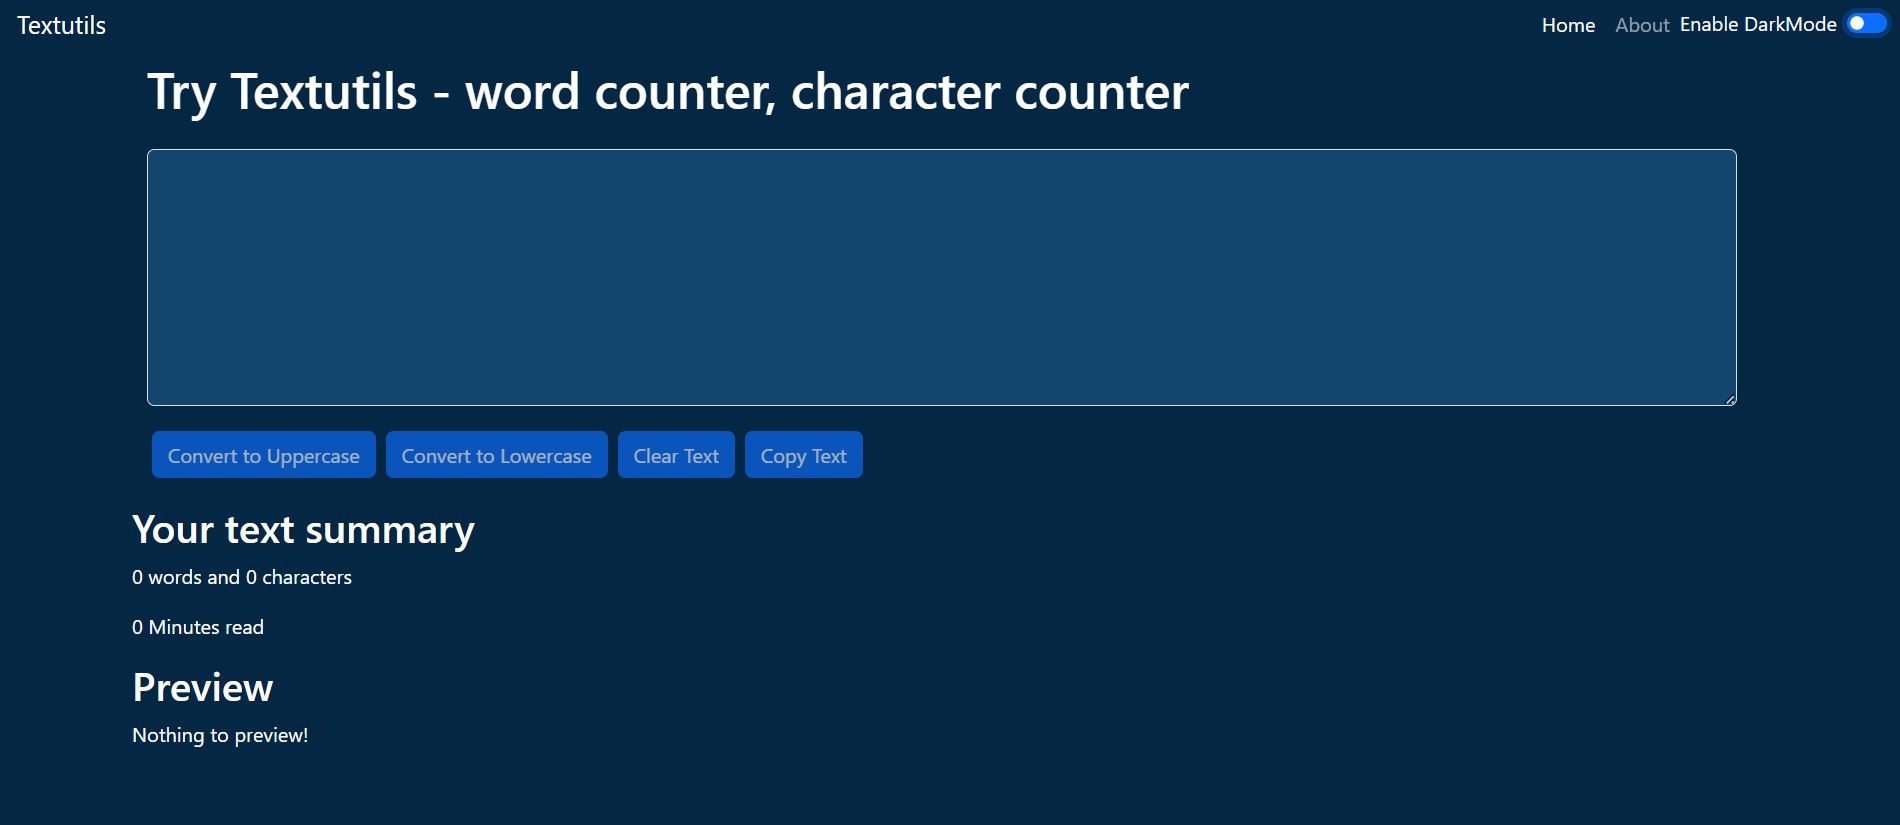 Textutils
Home About Enable DarkMode
Try Textutils - word counter, character counter
Convert to Uppercase Convert to Lowercase Clear Text Copy Text
Your text summary
0 words and 0 characters
0 Minutes read
Preview
Nothing to preview!